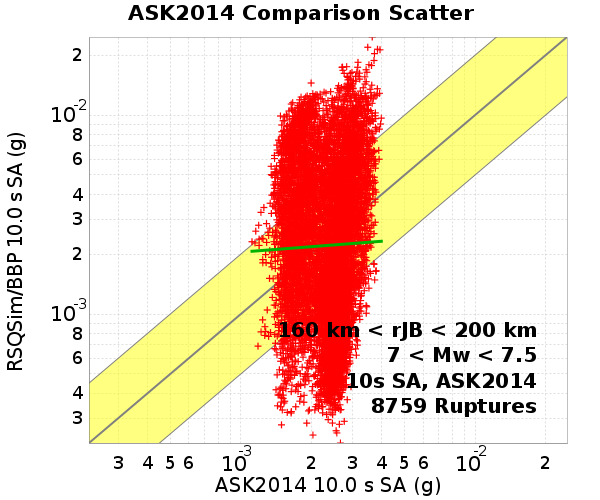 ASK2014 Comparison Scatter
RSQSim/BBP 10.0 s SA (g)
2
10-2
8
6
4
3
2
10-3
8
6
4
3
160 km < rJB < 200 km
7 < Mw < 7.5
10s SA, ASK2014
8759 Ruptures
3 4 5 6 10-3 2 3 4 5 6 10-2 2
ASK2014 10.0 s SA (g)